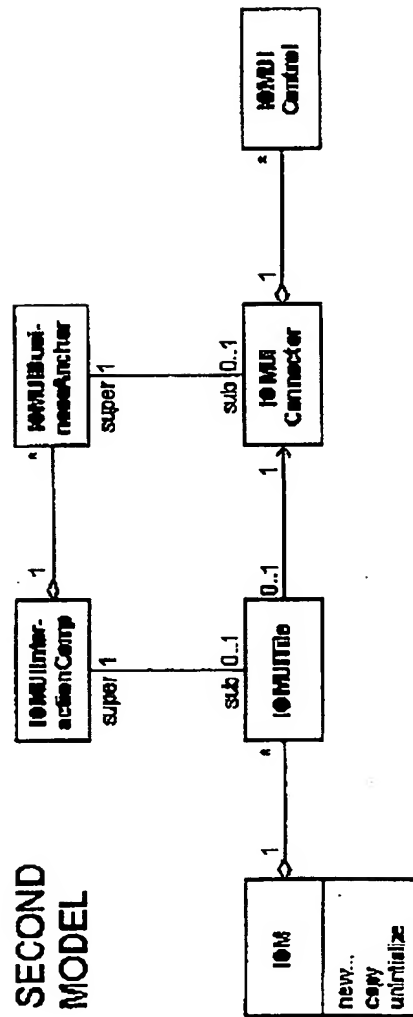 SECOND
MODEL
IOMUIInter-
actionComp
1
*
IOMUIBusi-
nessAnchor
super
1
super
1
sub
0..1
sub
0..1
IOM
new...
copy
uninitialize
1
*
IOMUITile
0..1
1
IOMUI
Connector
1
*
IOMUI
Control